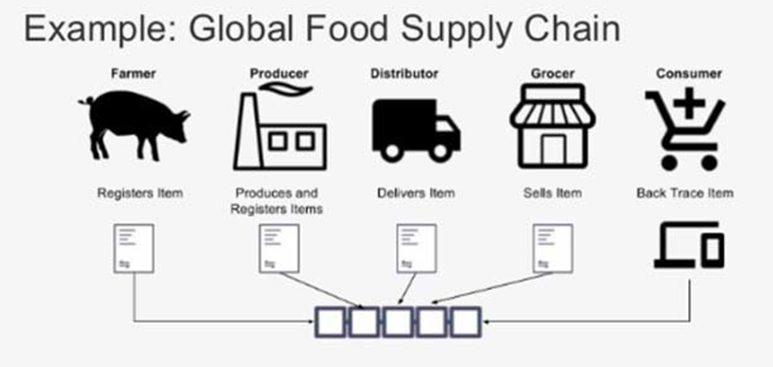 Example: Global Food Supply Chain
Farmer
Producer
Distributor
Grocer
Consumer
Registers Item
Produces and
Registers Items
Delivers Item
Sells Item
Back Trace Item